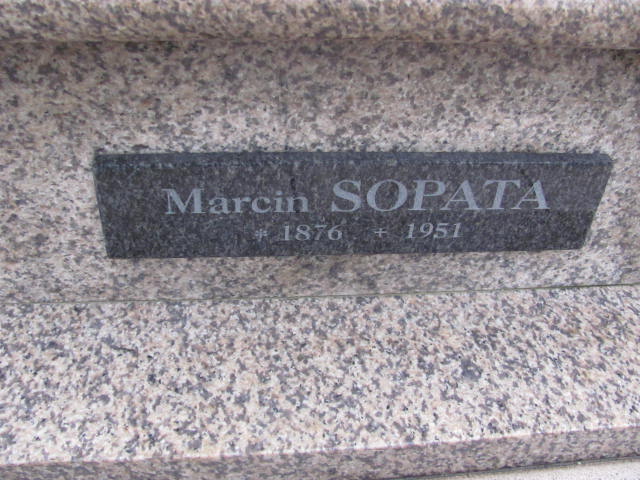 Marcin SOPATA
* 1876 + 1951